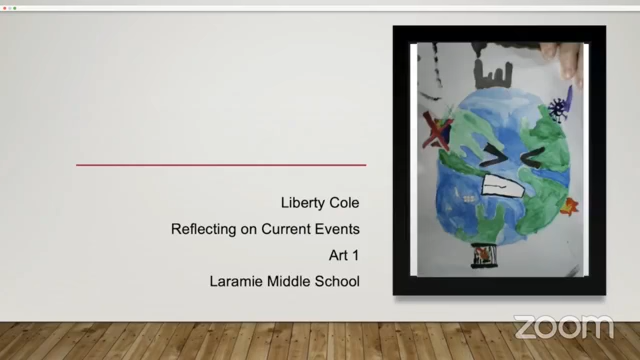 Liberty Cole
Reflecting on Current Events
Art 1
Laramie Middle School
zoom